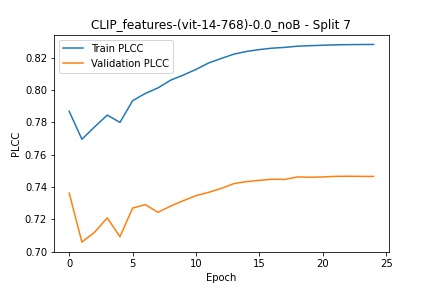 CLIP_features-(vit-14-768)-0.0_noB - Split 7
Train PLCC
Validation PLCC
PLCC
0.82
0.80
0.78
0.76
0.74
0.72
0.70
0 5 10 15 20 25
Epoch